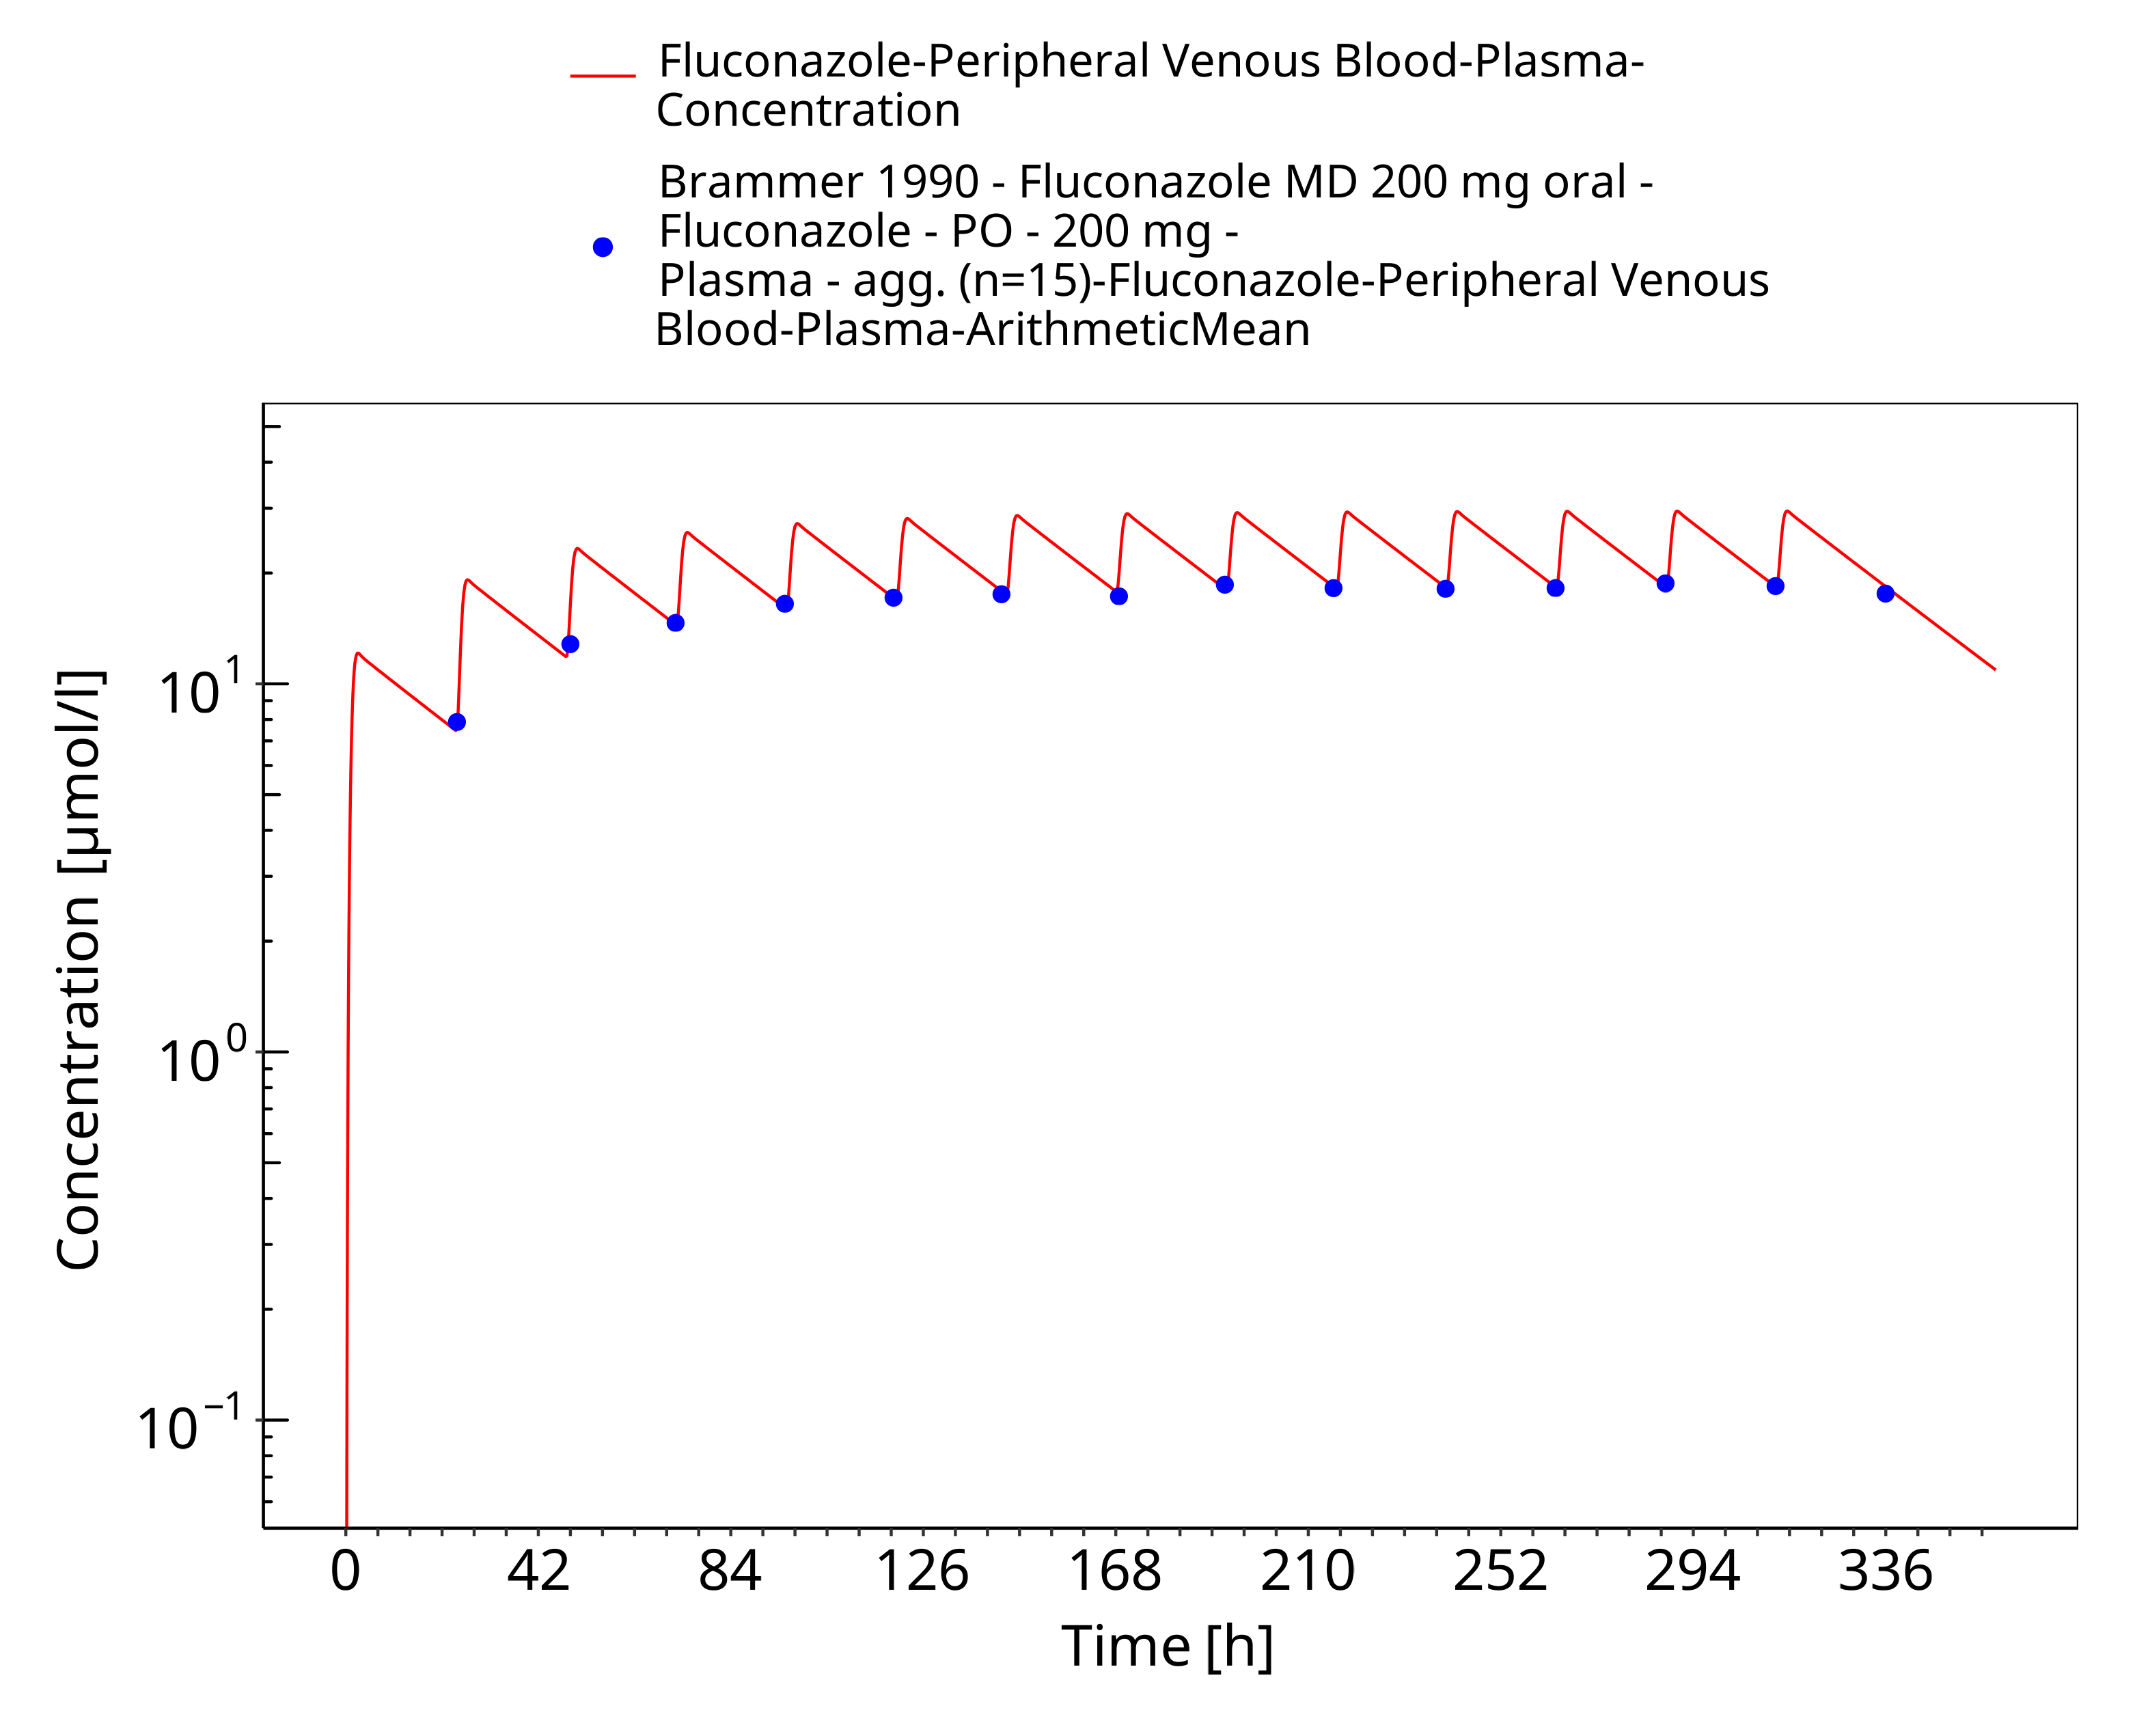 Fluconazole-Peripheral Venous Blood-Plasma-
Concentration
Brammer 1990 - Fluconazole MD 200 mg oral -
Fluconazole - PO - 200 mg -
Plasma - agg. (n=15)-Fluconazole-Peripheral Venous
Blood-Plasma-ArithmeticMean
Concentration [µmol/l]
10¹
10⁰
10⁻¹
0 42 84 126 168 210 252 294 336
Time [h]